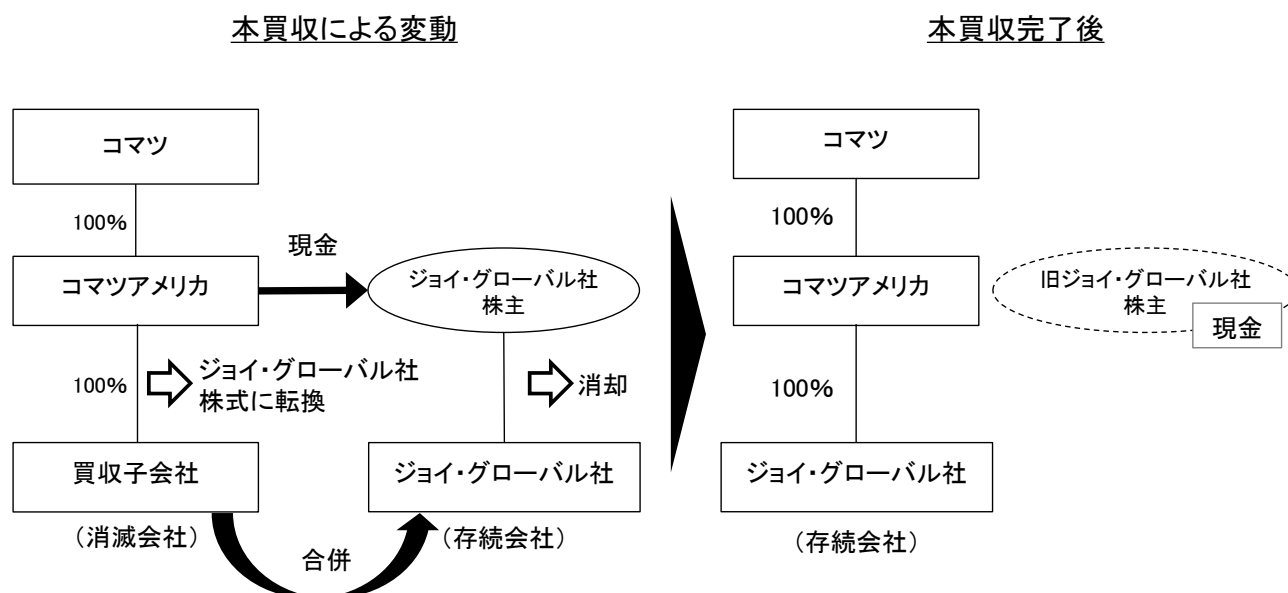 本買収による変動
コマツ
100%
コマツアメリカ
現金
ジョイ・グローバル社
株主
100%
ジョイ・グローバル社
株式に転換
消却
買収子会社
ジョイ・グローバル社
（消滅会社）
（存続会社）
合併
本買収完了後
コマツ
100%
コマツアメリカ
旧ジョイ・グローバル社
株主
現金
100%
ジョイ・グローバル社
（存続会社）